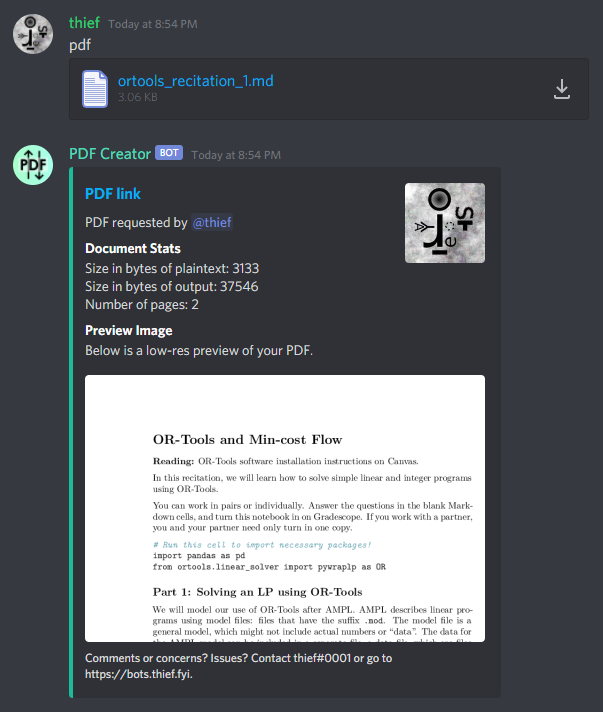 thief Today at 8:54 PM
pdf
ortools_recitation_1.md
3.06 KB
PDF
PDF Creator BOT Today at 8:54 PM
PDF link
PDF requested by @thief
Document Stats
Size in bytes of plaintext: 3133
Size in bytes of output: 37546
Number of pages: 2
Preview Image
Below is a low-res preview of your PDF.
OR-Tools and Min-cost Flow
Reading: OR-Tools software installation instructions on Canvas.
In this recitation, we will learn how to solve simple linear and integer programs
using OR-Tools.
You can work in pairs or individually. Answer the questions in the blank Mark-
down cells, and turn this notebook in on Gradescope. If you work with a partner,
you and your partner need only turn in one copy.
# Run this cell to import necessary packages!
import pandas as pd
from ortools.linear_solver import pywraplp as OR
Part 1: Solving an LP using OR-Tools
We will model our use of OR-Tools after AMPL. AMPL describes linear pro-
grams using model files: files that have the suffix .mod. The model file is a
general model, which might not include actual numbers or “data”. The data for
Comments or concerns? Issues? Contact thief#0001 or go to
https://bots.thief.fyi.